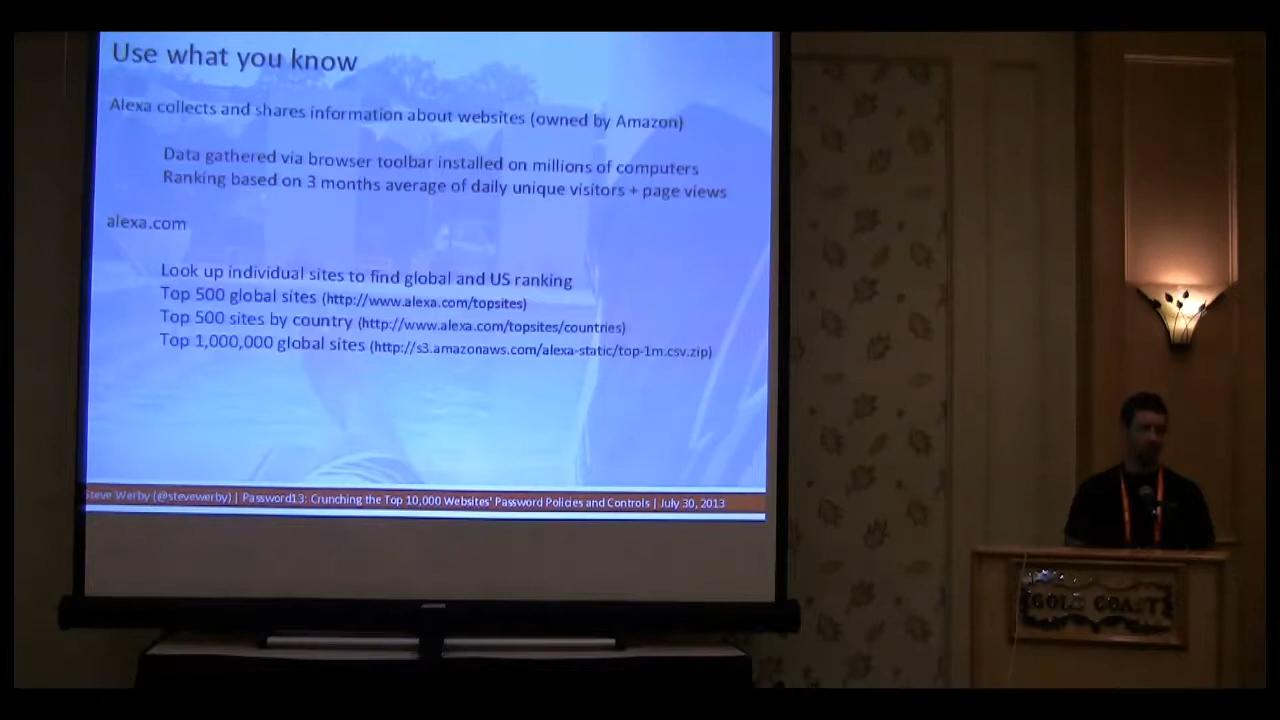 Use what you know
Alexa collects and shares information about websites (owned by Amazon)
Data gathered via browser toolbar installed on millions of computers
Ranking based on 3 months average of daily unique visitors + page views
alexa.com
Look up individual sites to find global and US ranking
Top 500 global sites (http://www.alexa.com/topsites)
Top 500 sites by country (http://www.alexa.com/topsites/countries)
Top 1,000,000 global sites (http://s3.amazonaws.com/alexa-static/top-1m.csv.zip)
Steve Werby (@stevewerby) | Password13: Crunching the Top 10,000 Websites' Password Policies and Controls | July 30, 2013
GOLD COAST